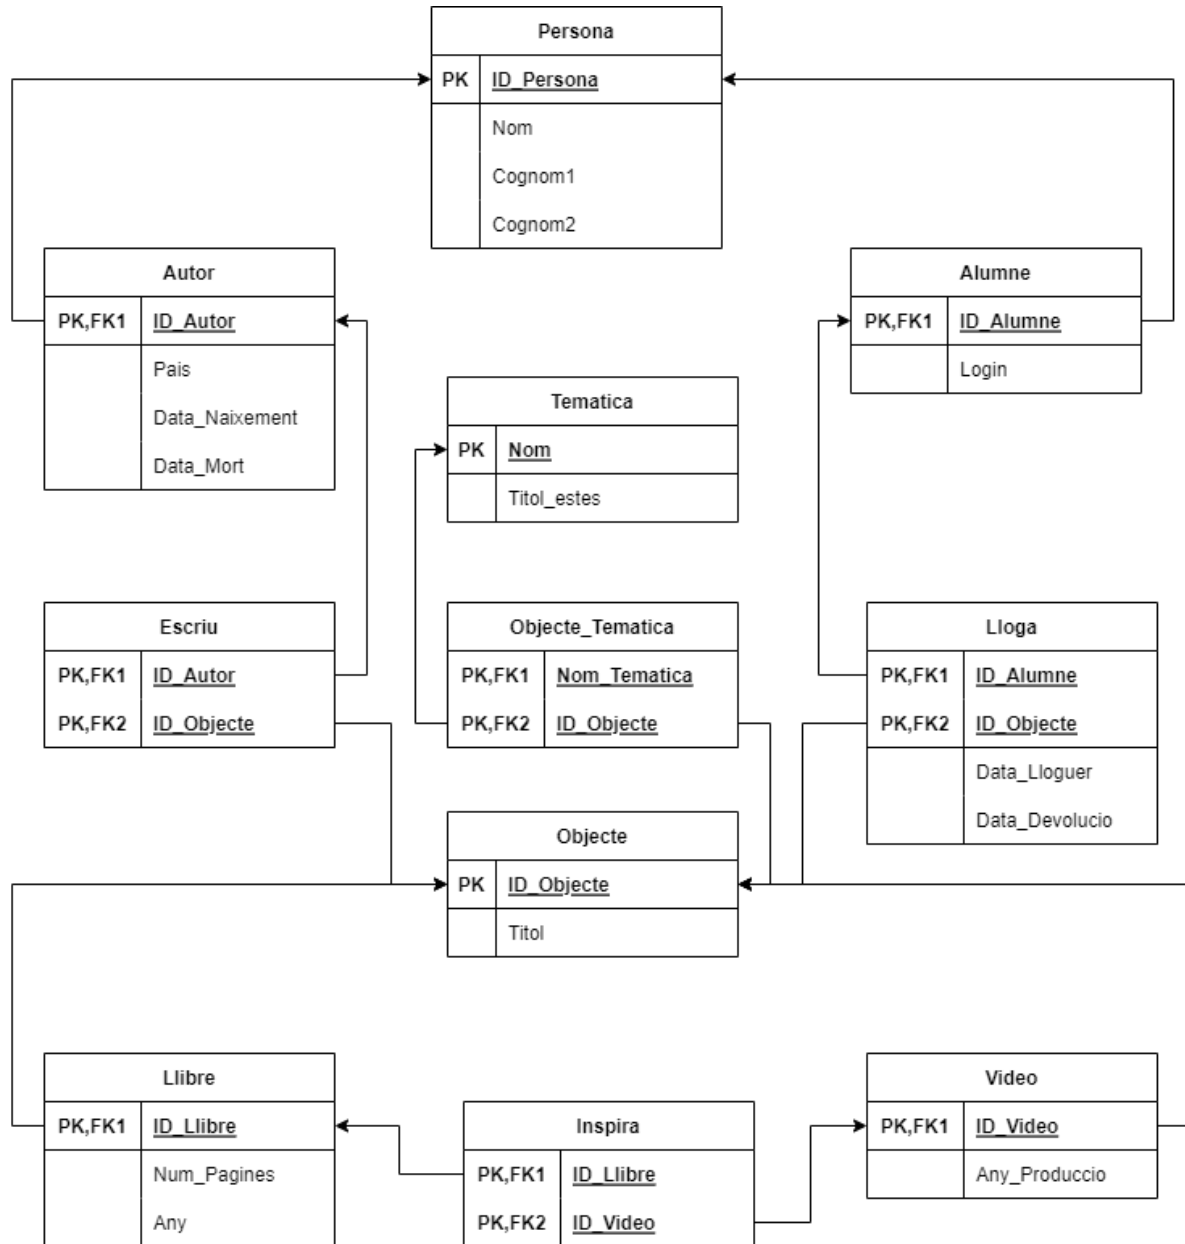 Persona
PK ID_Persona
Nom
Cognom1
Cognom2
Autor
PK,FK1 ID_Autor
Pais
Data_Naixement
Data_Mort
Alumne
PK,FK1 ID_Alumne
Login
Tematica
PK Nom
Titol_estes
Escriu
PK,FK1 ID_Autor
PK,FK2 ID_Objecte
Objecte_Tematica
PK,FK1 Nom_Tematica
PK,FK2 ID_Objecte
Lloga
PK,FK1 ID_Alumne
PK,FK2 ID_Objecte
Data_Lloguer
Data_Devolucio
Objecte
PK ID_Objecte
Titol
Llibre
PK,FK1 ID_Llibre
Num_Pagines
Any
Inspira
PK,FK1 ID_Llibre
PK,FK2 ID_Video
Video
PK,FK1 ID_Video
Any_Produccio